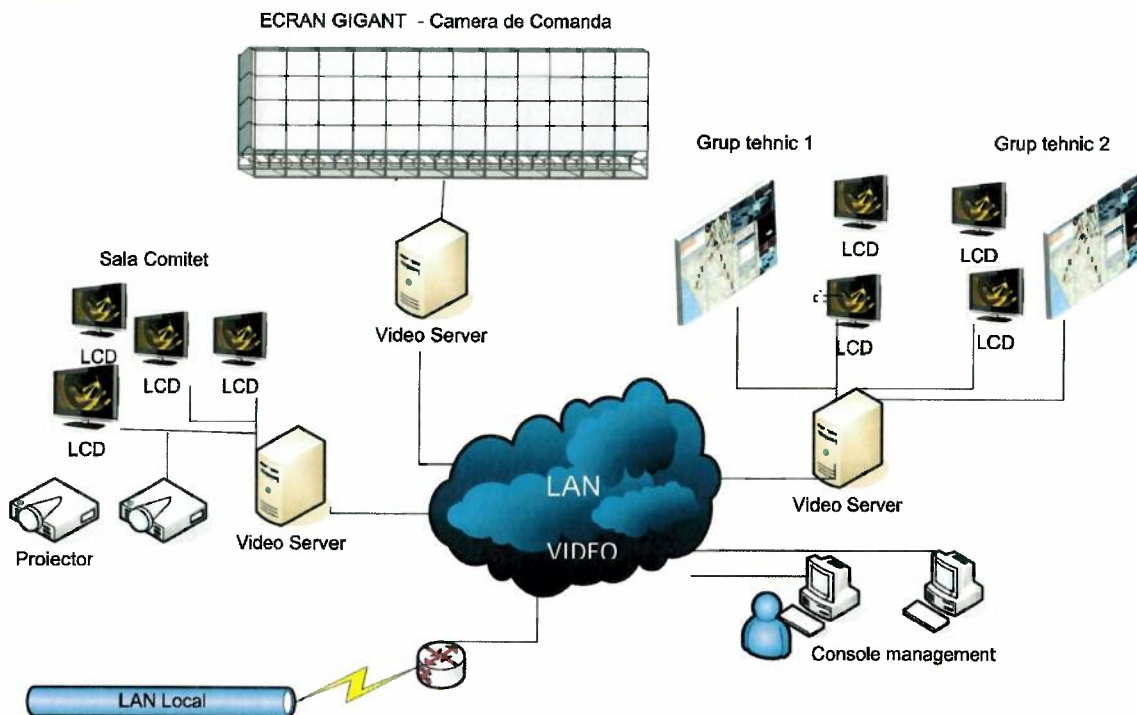 ECRAN GIGANT - Camera de Comanda
Grup tehnic 1
Grup tehnic 2
LCD
LCD
LCD
LCD
Video Server
Sala Comitet
LCD
LCD
LCD
LCD
Proiector
Video Server
LAN
VIDEO
Video Server
Console management
LAN Local